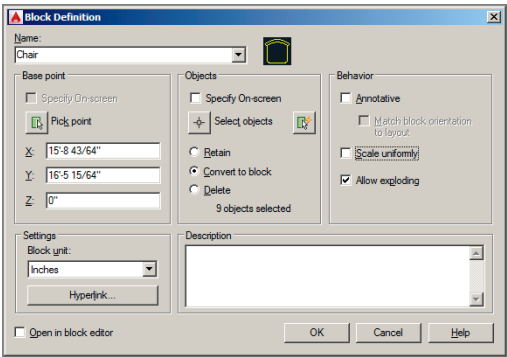 Block Definition
Name:
Chair
Base point
Specify On-screen
Pick point
X: 15'-8 43/64"
Y: 16'-5 15/64"
Z: 0"
Objects
Specify On-screen
Select objects
Retain
Convert to block
Delete
9 objects selected
Behavior
Annotative
Match block orientation
to layout
Scale uniformly
Allow exploding
Settings
Block unit:
Inches
Hyperlink...
Description
Open in block editor
OK
Cancel
Help